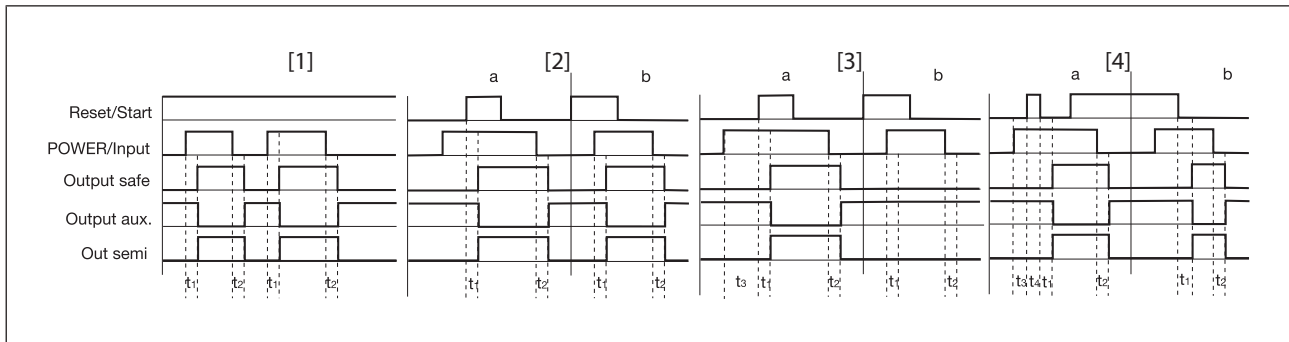 [1] [2] [3] [4]
a b a b a b
Reset/Start
POWER/Input
Output safe
Output aux.
Out semi
t1 t2 t1 t2 t1 t2 t1 t2 t3 t1 t2 t1 t2 t3 t4 t1 t2 t1 t2